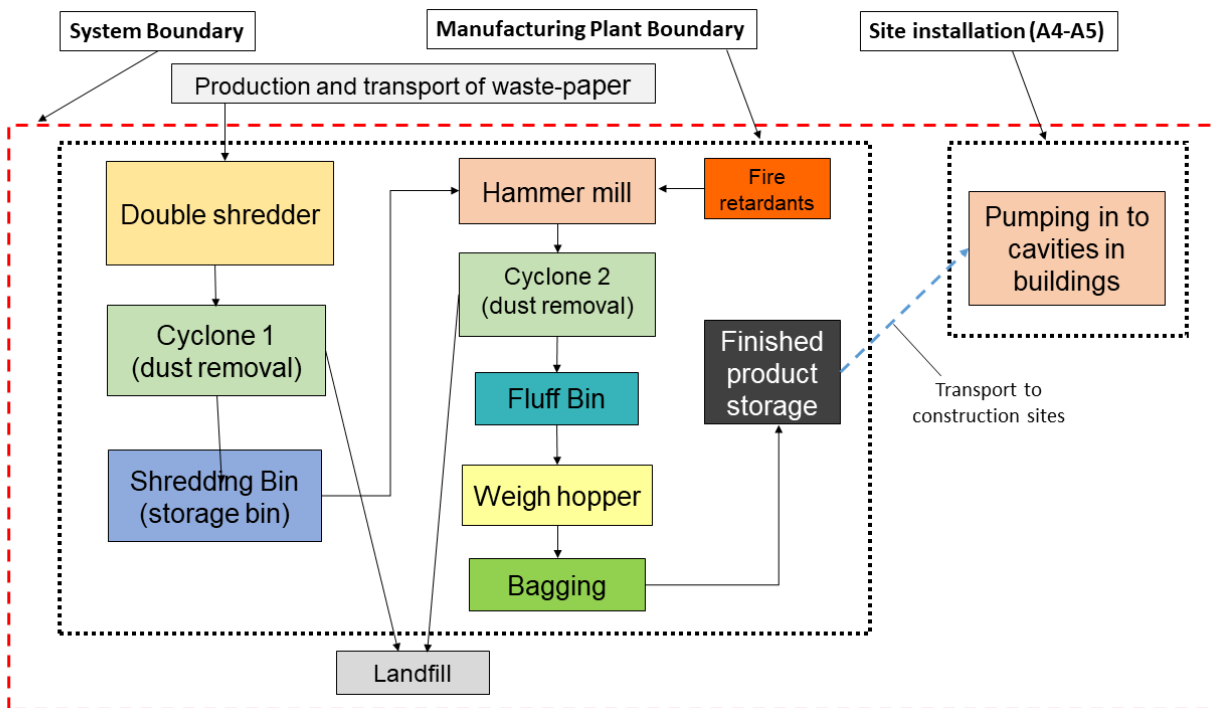 System Boundary
Manufacturing Plant Boundary
Site installation (A4-A5)
Production and transport of waste-paper
Double shredder
Hammer mill
Fire
retardants
Pumping in to
cavities in
buildings
Cyclone 1
(dust removal)
Cyclone 2
(dust removal)
Finished
product
storage
Fluff Bin
Transport to
construction sites
Shredding Bin
(storage bin)
Weigh hopper
Bagging
Landfill